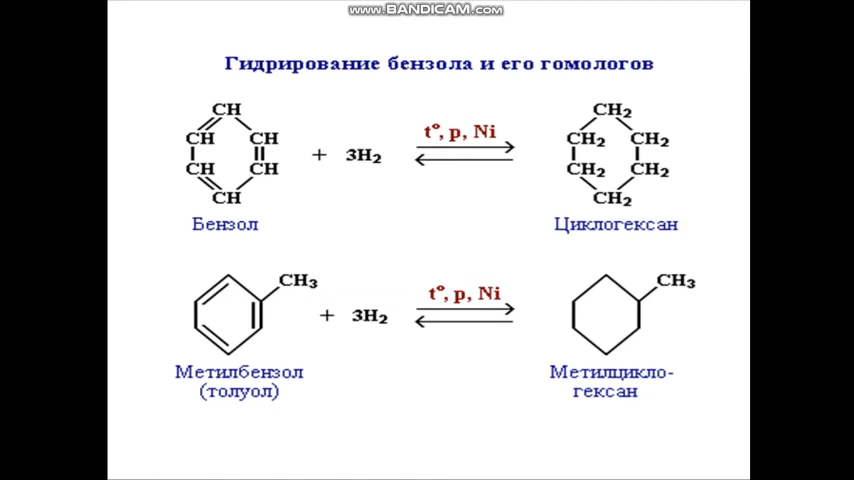 www.BANDICAM.com
Гидрирование бензола и его гомологов
CH
CH
CH
CH
CH
CH
+ 3H₂
t°, p, Ni
CH₂
CH₂
CH₂
CH₂
CH₂
CH₂
Бензол
Циклогексан
CH₃
+ 3H₂
t°, p, Ni
CH₃
Метилбензол
(толуол)
Метилцикло-
гексан